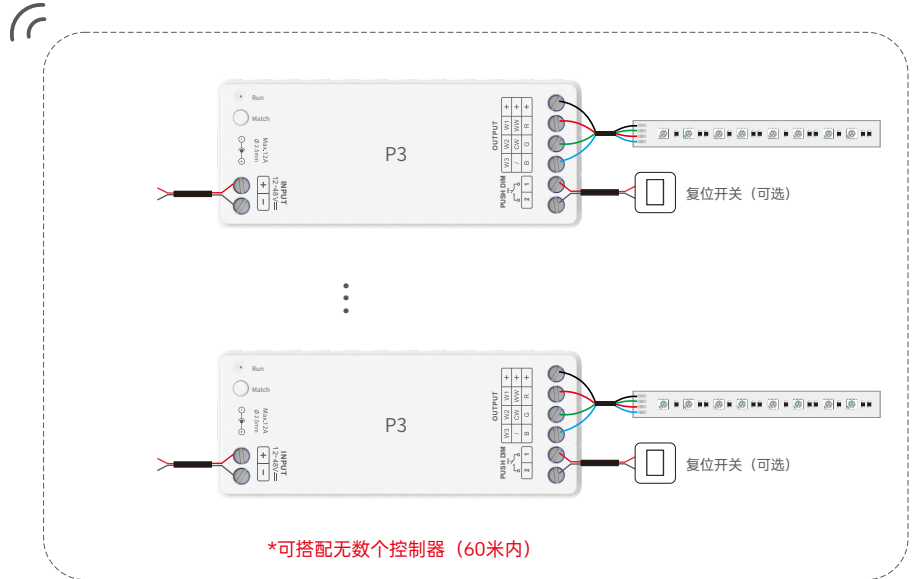 Run
Match
Max.12A
Ø 2.5mm
INPUT
12-48V
+
−
P3
OUTPUT
+ + +
W1 WW R
W2 CW G
W3 / B
PUSH DIM
1
2
复位开关（可选）
Run
Match
Max.12A
Ø 2.5mm
INPUT
12-48V
+
−
P3
OUTPUT
+ + +
W1 WW R
W2 CW G
W3 / B
PUSH DIM
1
2
复位开关（可选）
*可搭配无数个控制器（60米内）